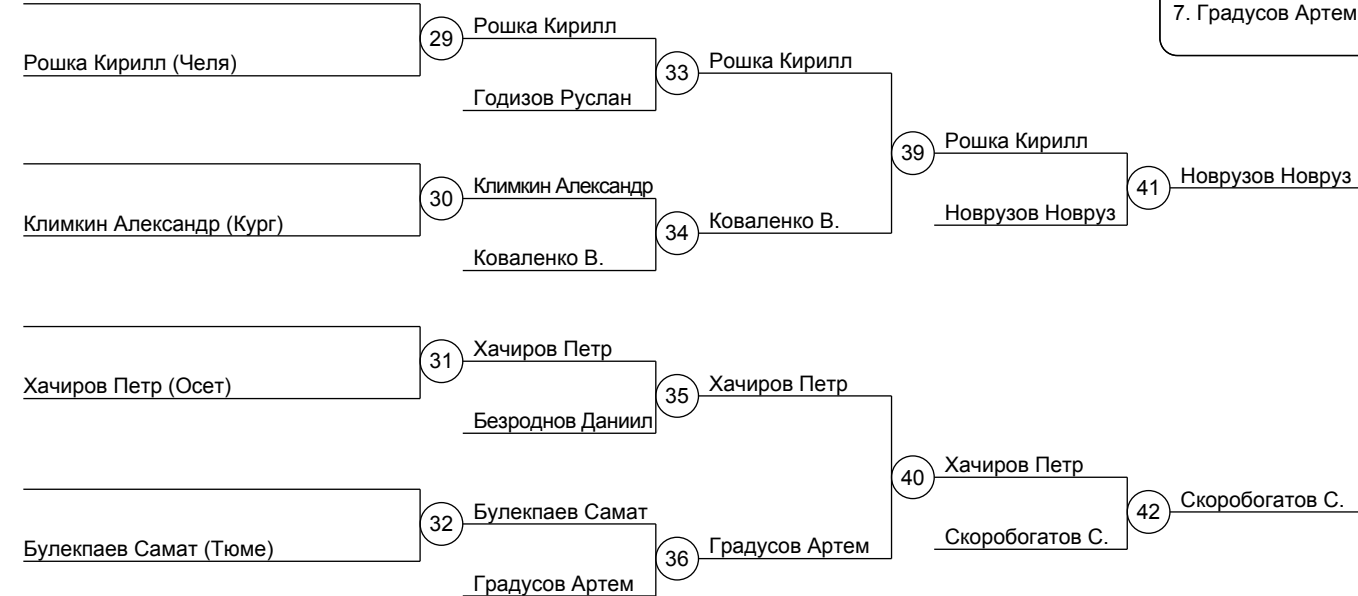 7. Градусов Артем
29
Рошка Кирилл
Рошка Кирилл (Челя)
33
Рошка Кирилл
Годизов Руслан
39
Рошка Кирилл
30
Климкин Александр
41
Новрузов Новруз
Климкин Александр (Кург)
34
Коваленко В.
Новрузов Новруз
Коваленко В.
31
Хачиров Петр
Хачиров Петр (Осет)
35
Хачиров Петр
Безроднов Даниил
40
Хачиров Петр
32
Булекпаев Самат
42
Скоробогатов С.
Булекпаев Самат (Тюме)
36
Градусов Артем
Скоробогатов С.
Градусов Артем